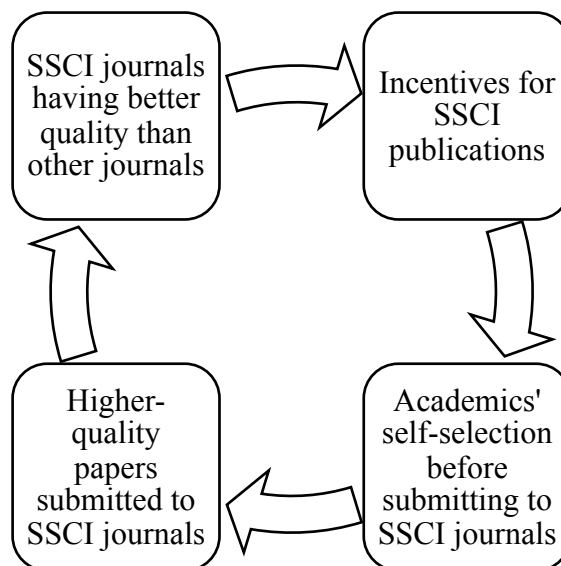 SSCI journals
having better
quality than
other journals
Incentives for
SSCI
publications
Higher-
quality
papers
submitted to
SSCI journals
Academics'
self-selection
before
submitting to
SSCI journals